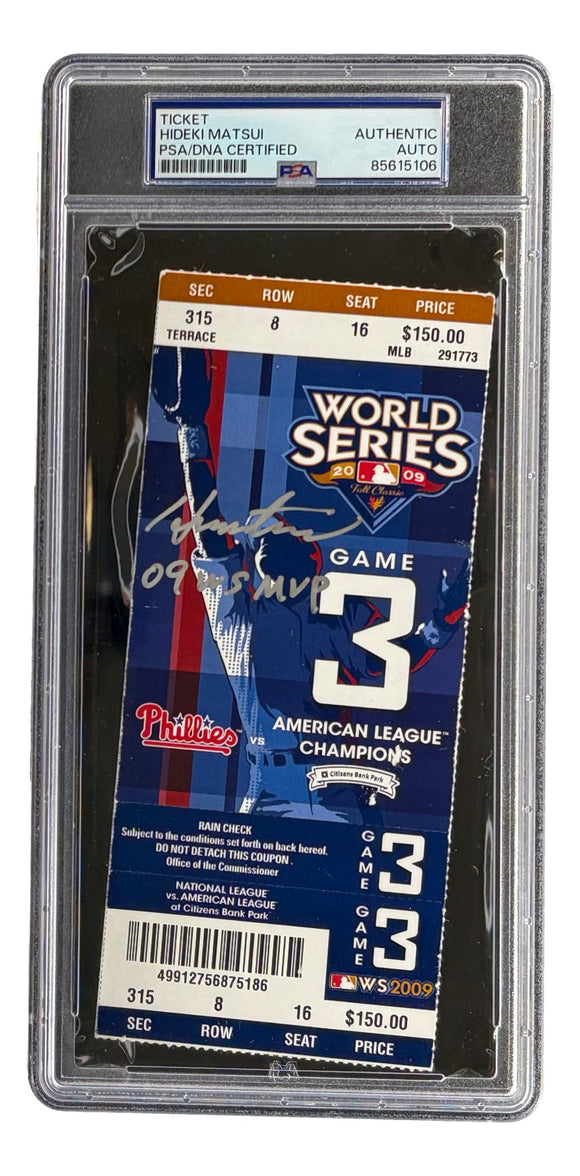 TICKET
HIDEKI MATSUI AUTHENTIC
PSA/DNA CERTIFIED AUTO
PSA 85615106
SEC ROW SEAT PRICE
315 8 16 $150.00
TERRACE MLB 291773
WORLD
SERIES
20 09
Fall Classic
09 WS MVP
GAME
3
Phillies vs AMERICAN LEAGUE™
CHAMPIONS
Citizens Bank Park
RAIN CHECK
Subject to the conditions set forth on back hereof.
DO NOT DETACH THIS COUPON.
Office of the Commissioner
GAME 3
NATIONAL LEAGUE
vs. AMERICAN LEAGUE
at Citizens Bank Park
GAME 3
49912756875186
WS2009
315 8 16 $150.00
SEC ROW SEAT PRICE